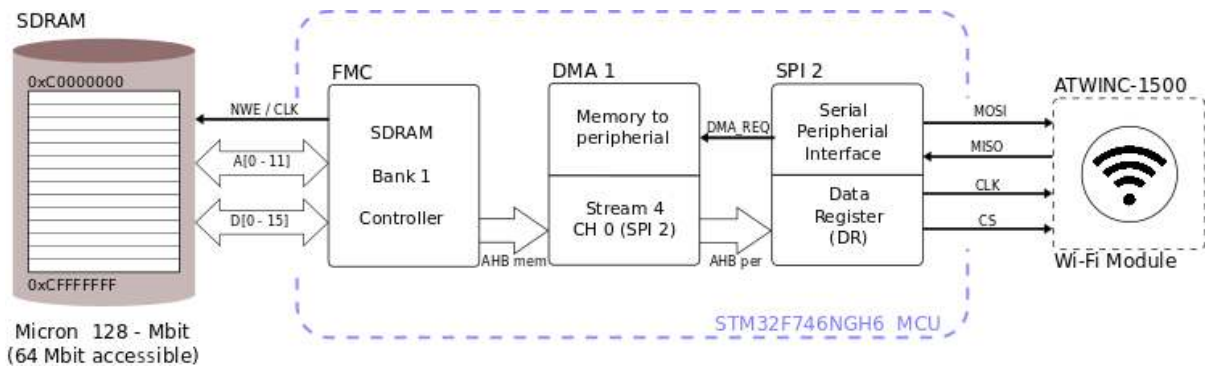 SDRAM
0xC0000000
0xCFFFFFFF
Micron 128 - Mbit
(64 Mbit accessible)
NWE / CLK
A[0 - 11]
D[0 - 15]
FMC
SDRAM
Bank 1
Controller
AHB mem
DMA 1
Memory to
peripheral
Stream 4
CH 0 (SPI 2)
DMA_REQ
AHB per
SPI 2
Serial
Peripheral
Interface
Data
Register
(DR)
MOSI
MISO
CLK
CS
ATWINC-1500
Wi-Fi Module
STM32F746NGH6 MCU